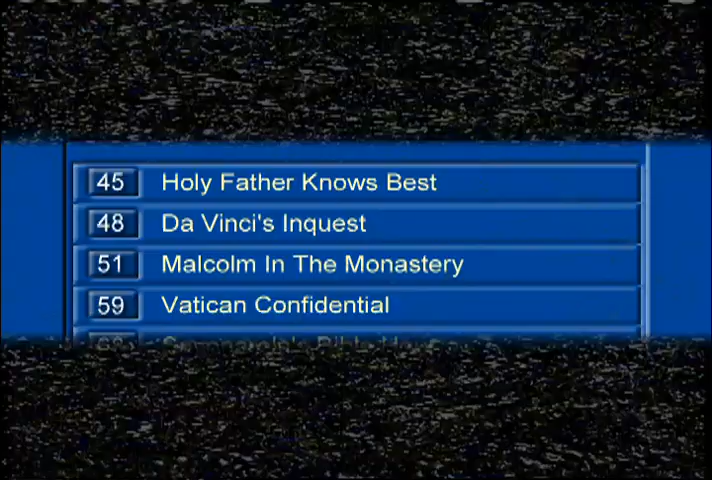 45 Holy Father Knows Best
48 Da Vinci's Inquest
51 Malcolm In The Monastery
59 Vatican Confidential